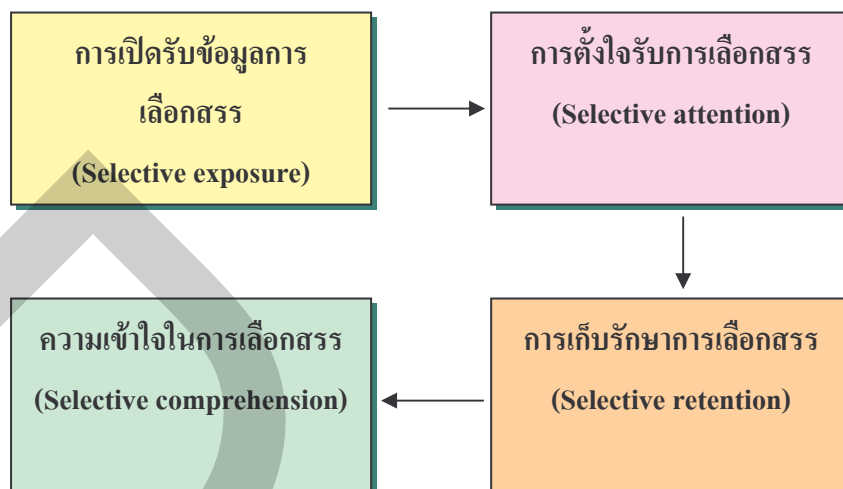 การเปิดรับข้อมูลการ
เลือกสรร
(Selective exposure)
การตั้งใจรับการเลือกสรร
(Selective attention)
ความเข้าใจในการเลือกสรร
(Selective comprehension)
การเก็บรักษาการเลือกสรร
(Selective retention)